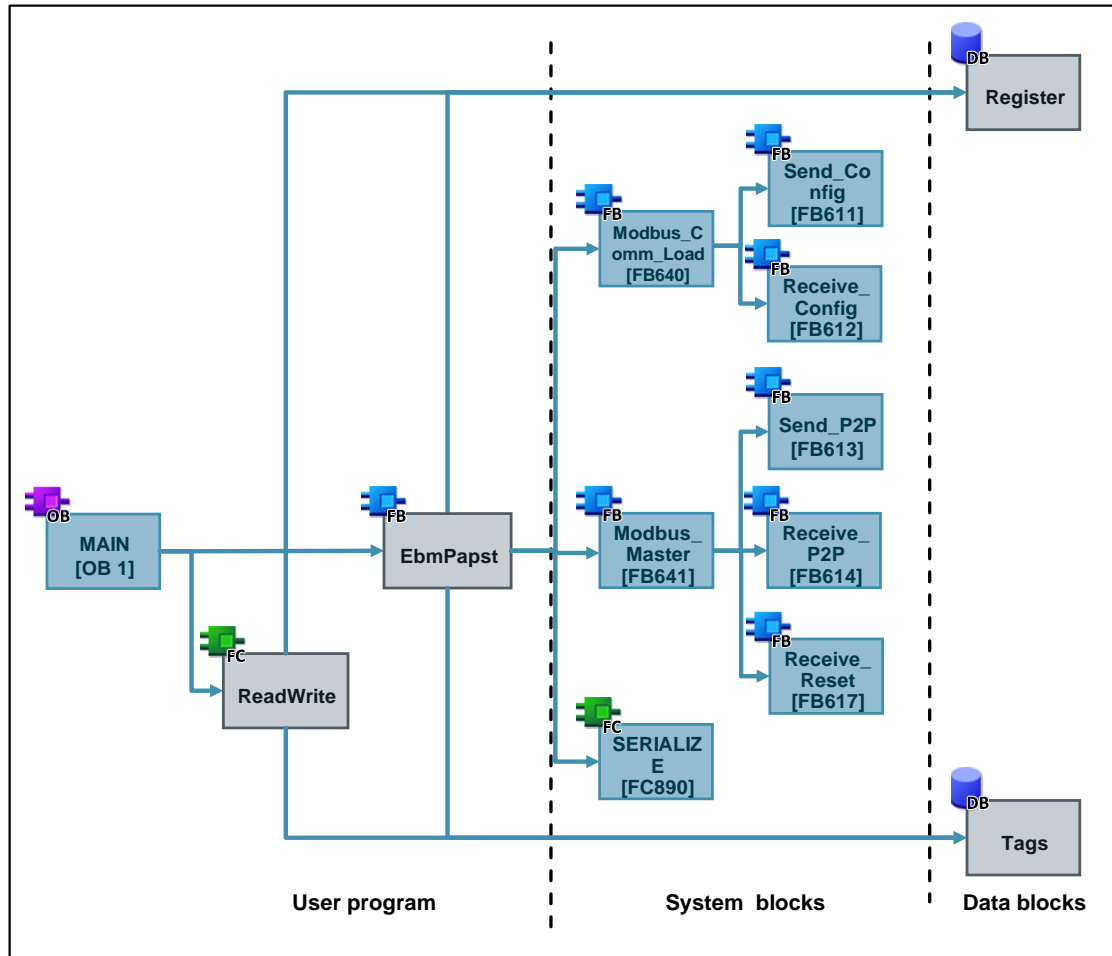 DB
Register
FB
Send_Co
nfig
[FB611]
FB
Modbus_C
omm_Load
[FB640]
FB
Receive_
Config
[FB612]
FB
Send_P2P
[FB613]
OB
MAIN
[OB 1]
FB
EbmPapst
FB
Modbus_
Master
[FB641]
FB
Receive_
P2P
[FB614]
FC
ReadWrite
FB
Receive_
Reset
[FB617]
FC
SERIALIZ
E
[FC890]
DB
Tags
User program
System blocks
Data blocks